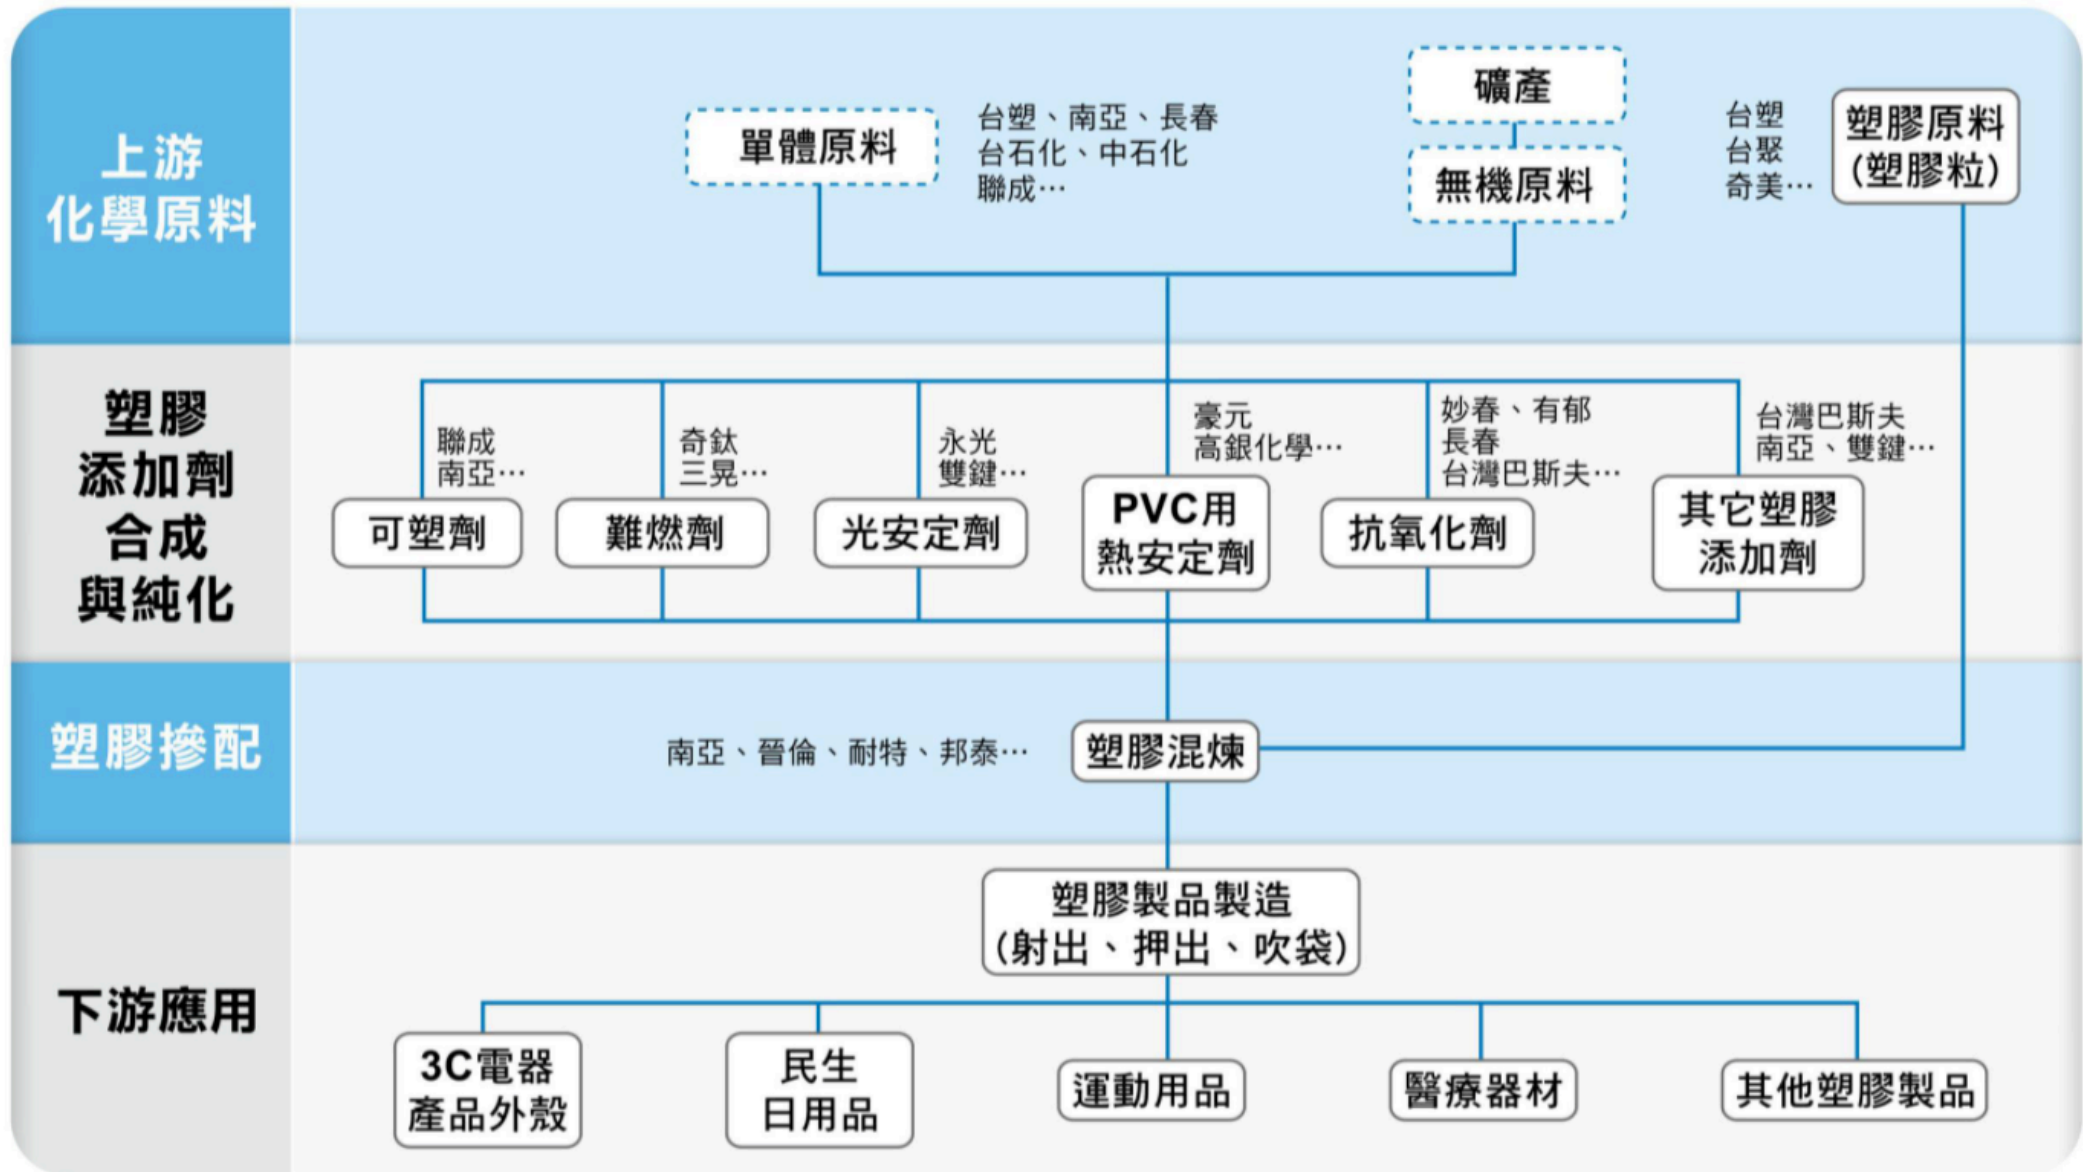 上游
化學原料
單體原料
台塑、南亞、長春
台石化、中石化
聯成…
礦產
無機原料
台塑
台聚
奇美…
塑膠原料
(塑膠粒)
塑膠
添加劑
合成
與純化
聯成
南亞…
可塑劑
奇鈦
三晃…
難燃劑
永光
雙鍵…
光安定劑
豪元
高銀化學…
PVC用
熱安定劑
妙春、有郁
長春
台灣巴斯夫…
抗氧化劑
台灣巴斯夫
南亞、雙鍵…
其它塑膠
添加劑
塑膠摻配
南亞、晉倫、耐特、邦泰…
塑膠混煉
下游應用
塑膠製品製造
(射出、押出、吹袋)
3C電器
產品外殼
民生
日用品
運動用品
醫療器材
其他塑膠製品